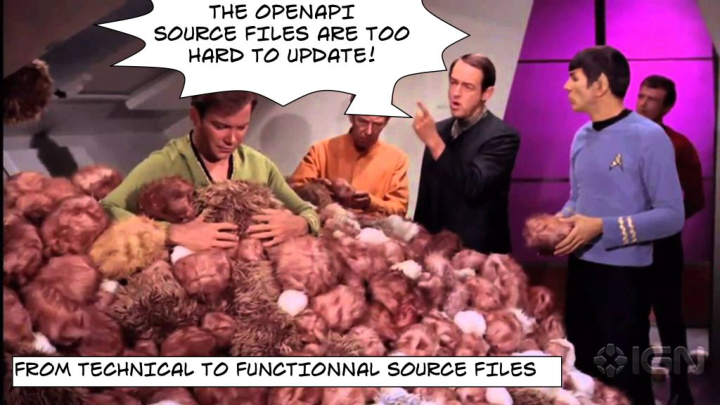 THE OPENAPI
SOURCE FILES ARE TOO
HARD TO UPDATE!
FROM TECHNICAL TO FUNCTIONNAL SOURCE FILES
IGN